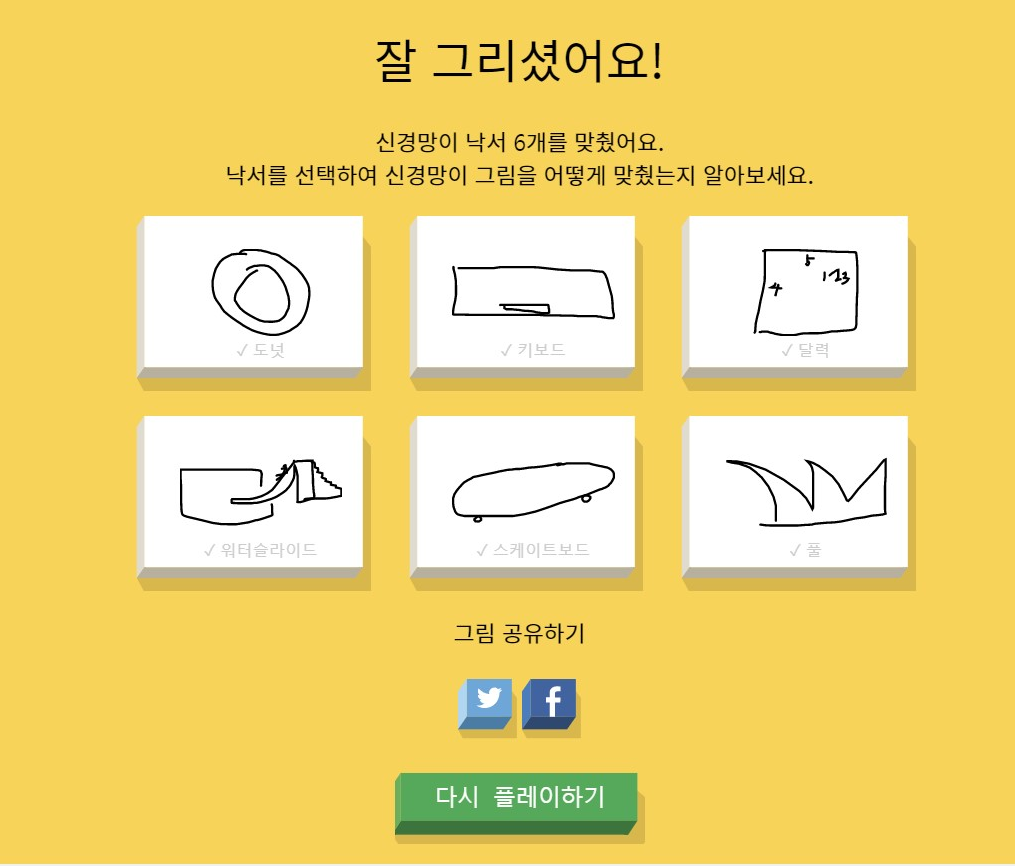 잘 그리셨어요!
신경망이 낙서 6개를 맞췄어요.
낙서를 선택하여 신경망이 그림을 어떻게 맞췄는지 알아보세요.
5
123
4
✓ 도넛
✓ 키보드
✓ 달력
✓ 워터슬라이드
✓ 스케이트보드
✓ 풀
그림 공유하기
f
다시 플레이하기